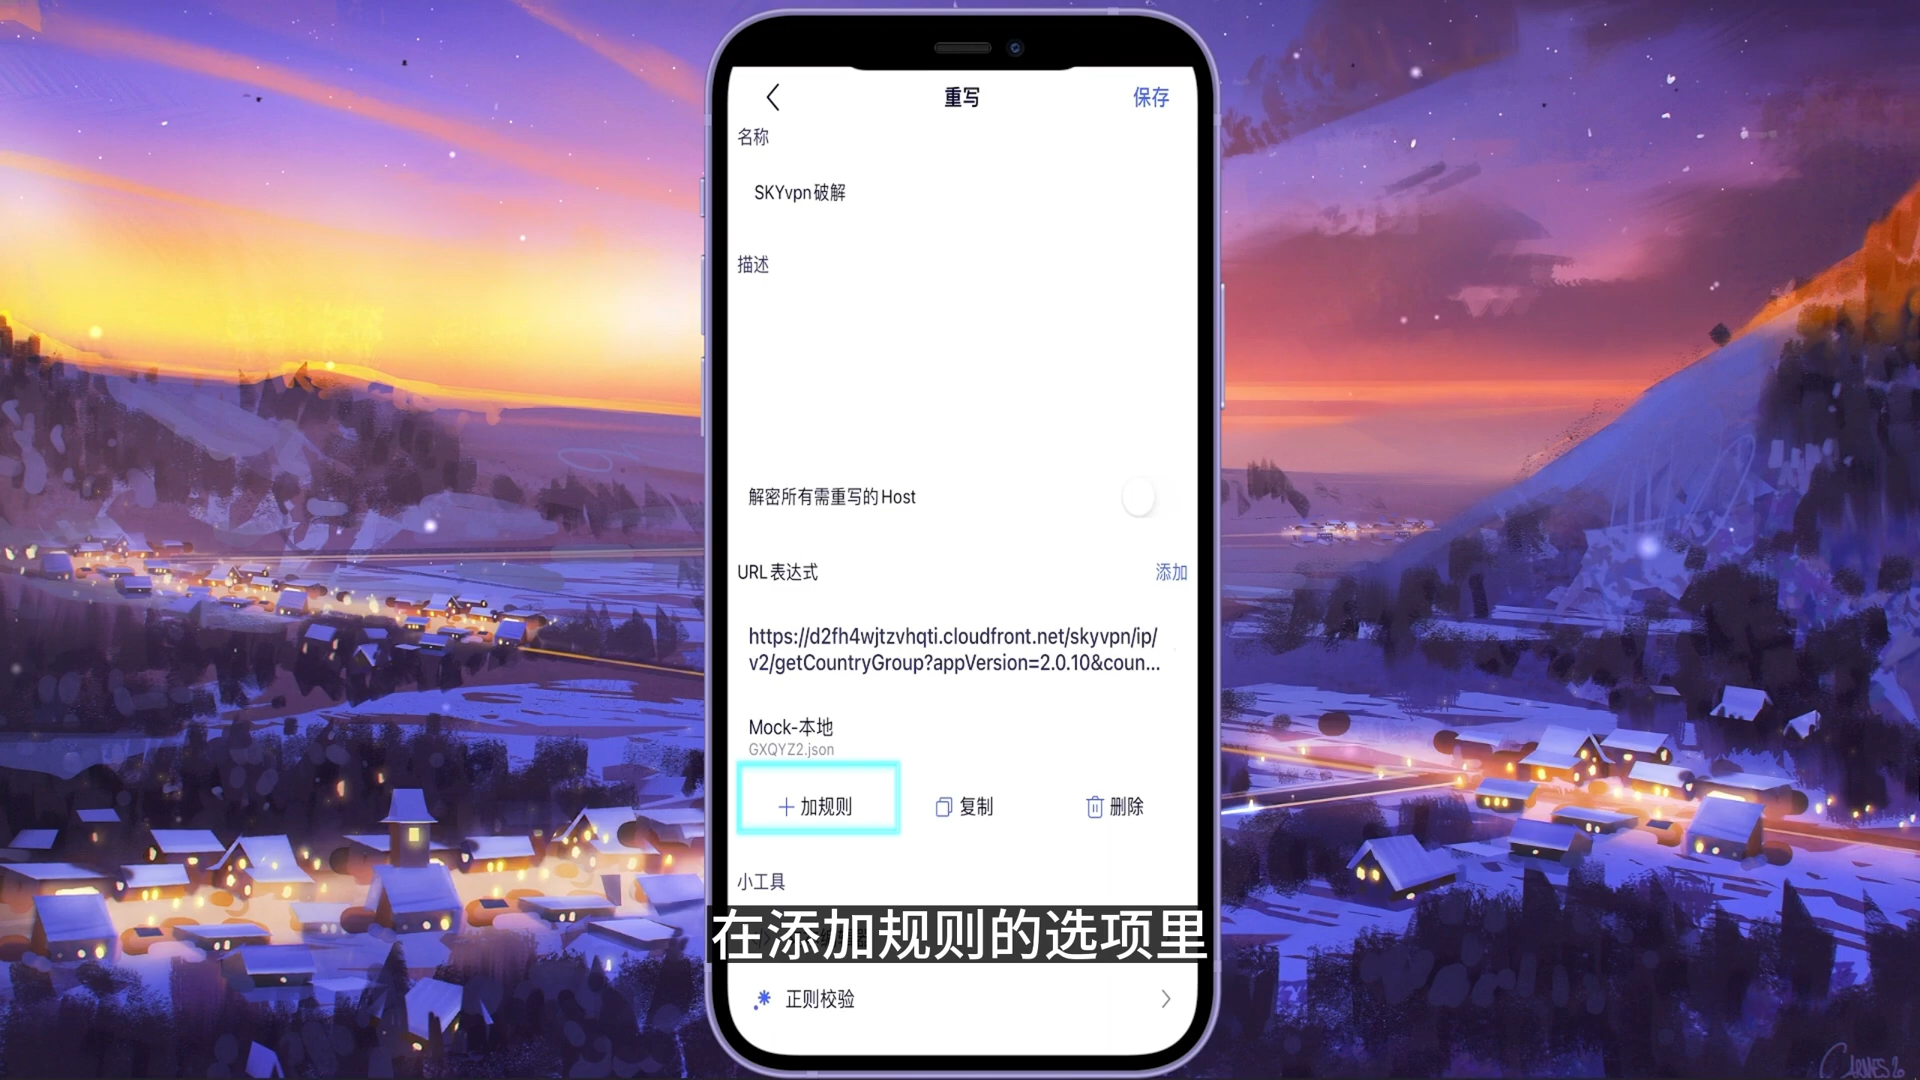 重写
保存
名称
SKYvpn破解
描述
解密所有需重写的Host
URL表达式
添加
https://d2fh4wjtzvhqti.cloudfront.net/skyvpn/ip/
v2/getCountryGroup?appVersion=2.0.10&coun...
Mock-本地
GXQYZ2.json
加规则
复制
删除
小工具
在添加规则的选项里
正则校验